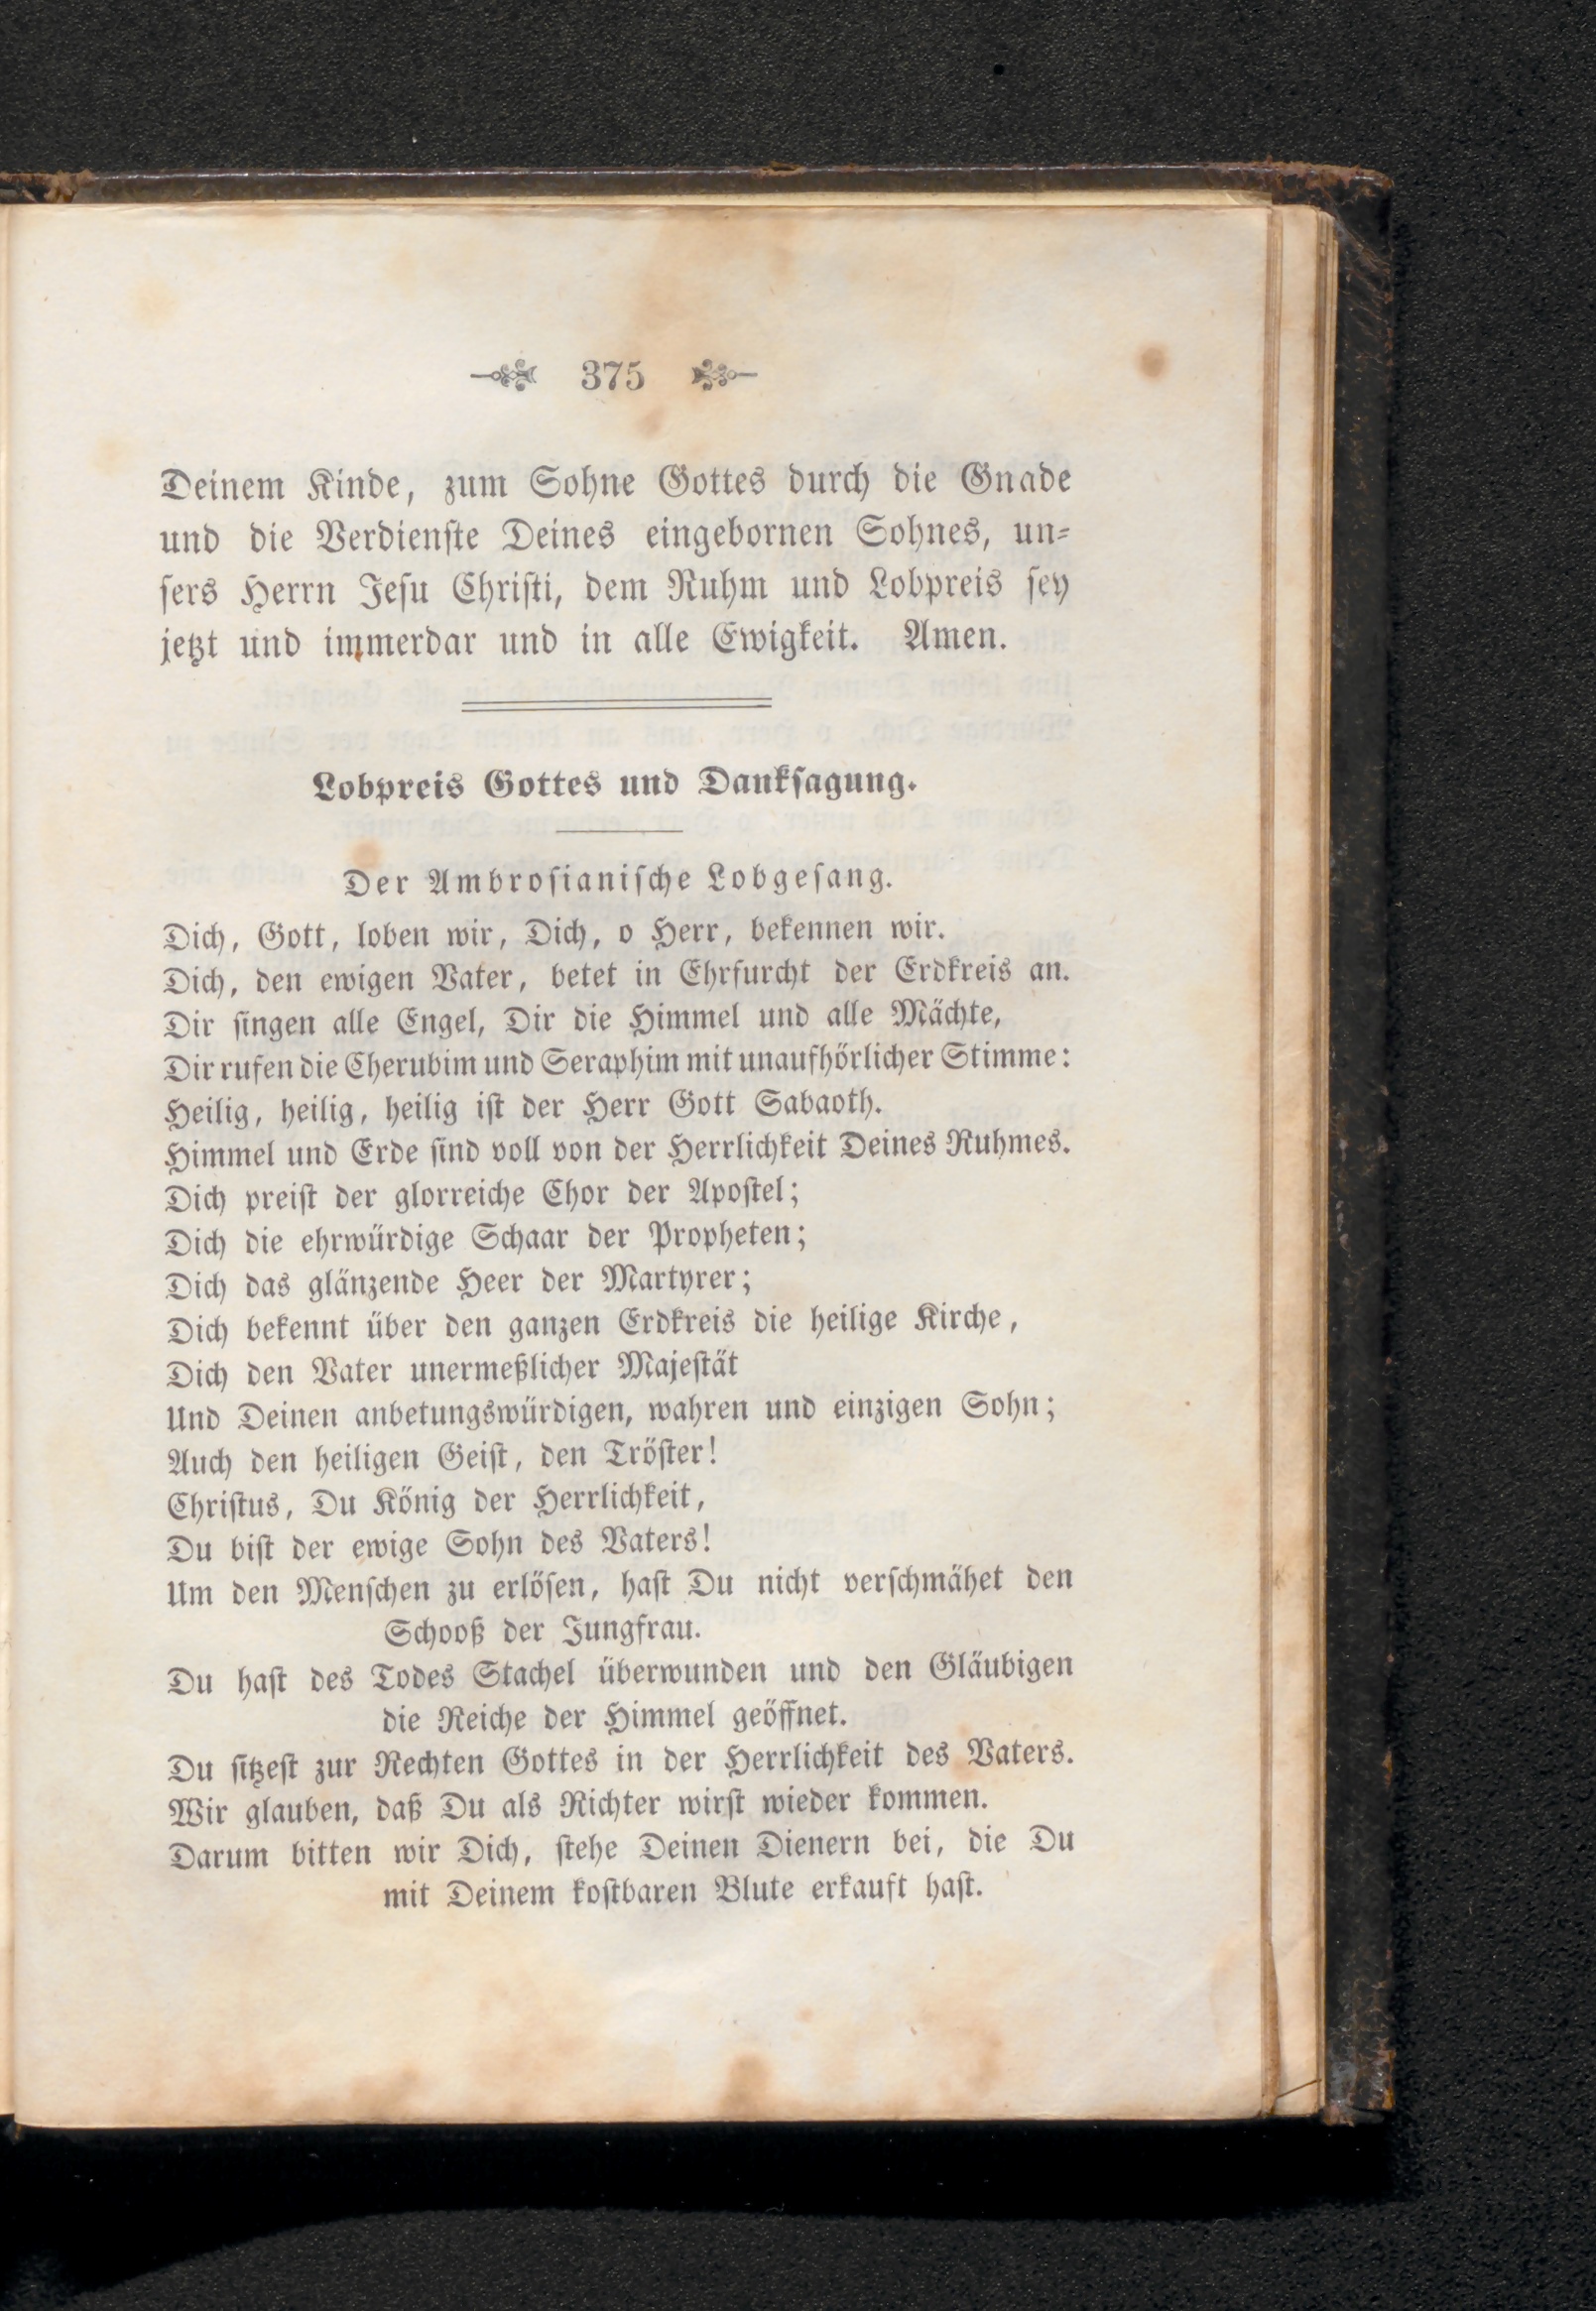 375
Deinem Kinde, zum Sohne Gottes durch die Gnade
und die Verdienſte Deines eingebornen Sohnes, un⸗
ſers Herrn Jeſu Chriſti, dem Ruhm und Lobpreis ſey
jetzt und immerdar und in alle Ewigkeit. Amen.
Lobpreis Gottes und Dankſagung.
Der Ambroſianiſche Lobgeſang.
Dich, Gott, loben wir, Dich, o Herr, bekennen wir.
Dich, den ewigen Vater, betet in Ehrfurcht der Erdkreis an.
Dir ſingen alle Engel, Dir die Himmel und alle Mächte,
Dir rufen die Cherubim und Seraphim mit unaufhörlicher Stimme:
Heilig, heilig, heilig iſt der Herr Gott Sabaoth.
Himmel und Erde ſind voll von der Herrlichkeit Deines Ruhmes.
Dich preiſt der glorreiche Chor der Apoſtel;
Dich die ehrwürdige Schaar der Propheten;
Dich das glänzende Heer der Martyrer;
Dich bekennt über den ganzen Erdkreis die heilige Kirche,
Dich den Vater unermeßlicher Majeſtät
Und Deinen anbetungswürdigen, wahren und einzigen Sohn;
Auch den heiligen Geiſt, den Tröſter!
Chriſtus, Du König der Herrlichkeit,
Du biſt der ewige Sohn des Vaters!
Um den Menſchen zu erlöſen, haſt Du nicht verſchmähet den
Schooß der Jungfrau.
Du haſt des Todes Stachel überwunden und den Gläubigen
die Reiche der Himmel geöffnet.
Du ſitzeſt zur Rechten Gottes in der Herrlichkeit des Vaters.
Wir glauben, daß Du als Richter wirſt wieder kommen.
Darum bitten wir Dich, ſtehe Deinen Dienern bei, die Du
mit Deinem koſtbaren Blute erkauft haſt.